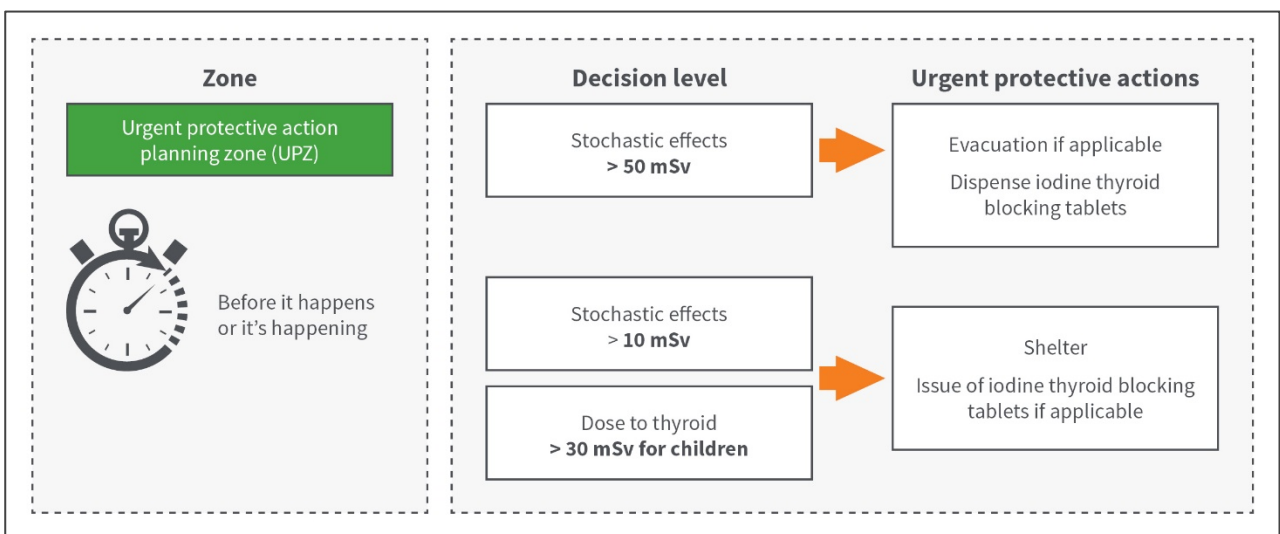 Zone
Urgent protective action
planning zone (UPZ)
Before it happens
or it's happening
Decision level
Stochastic effects
> 50 mSv
Stochastic effects
> 10 mSv
Dose to thyroid
> 30 mSv for children
Urgent protective actions
Evacuation if applicable
Dispense iodine thyroid
blocking tablets
Shelter
Issue of iodine thyroid blocking
tablets if applicable